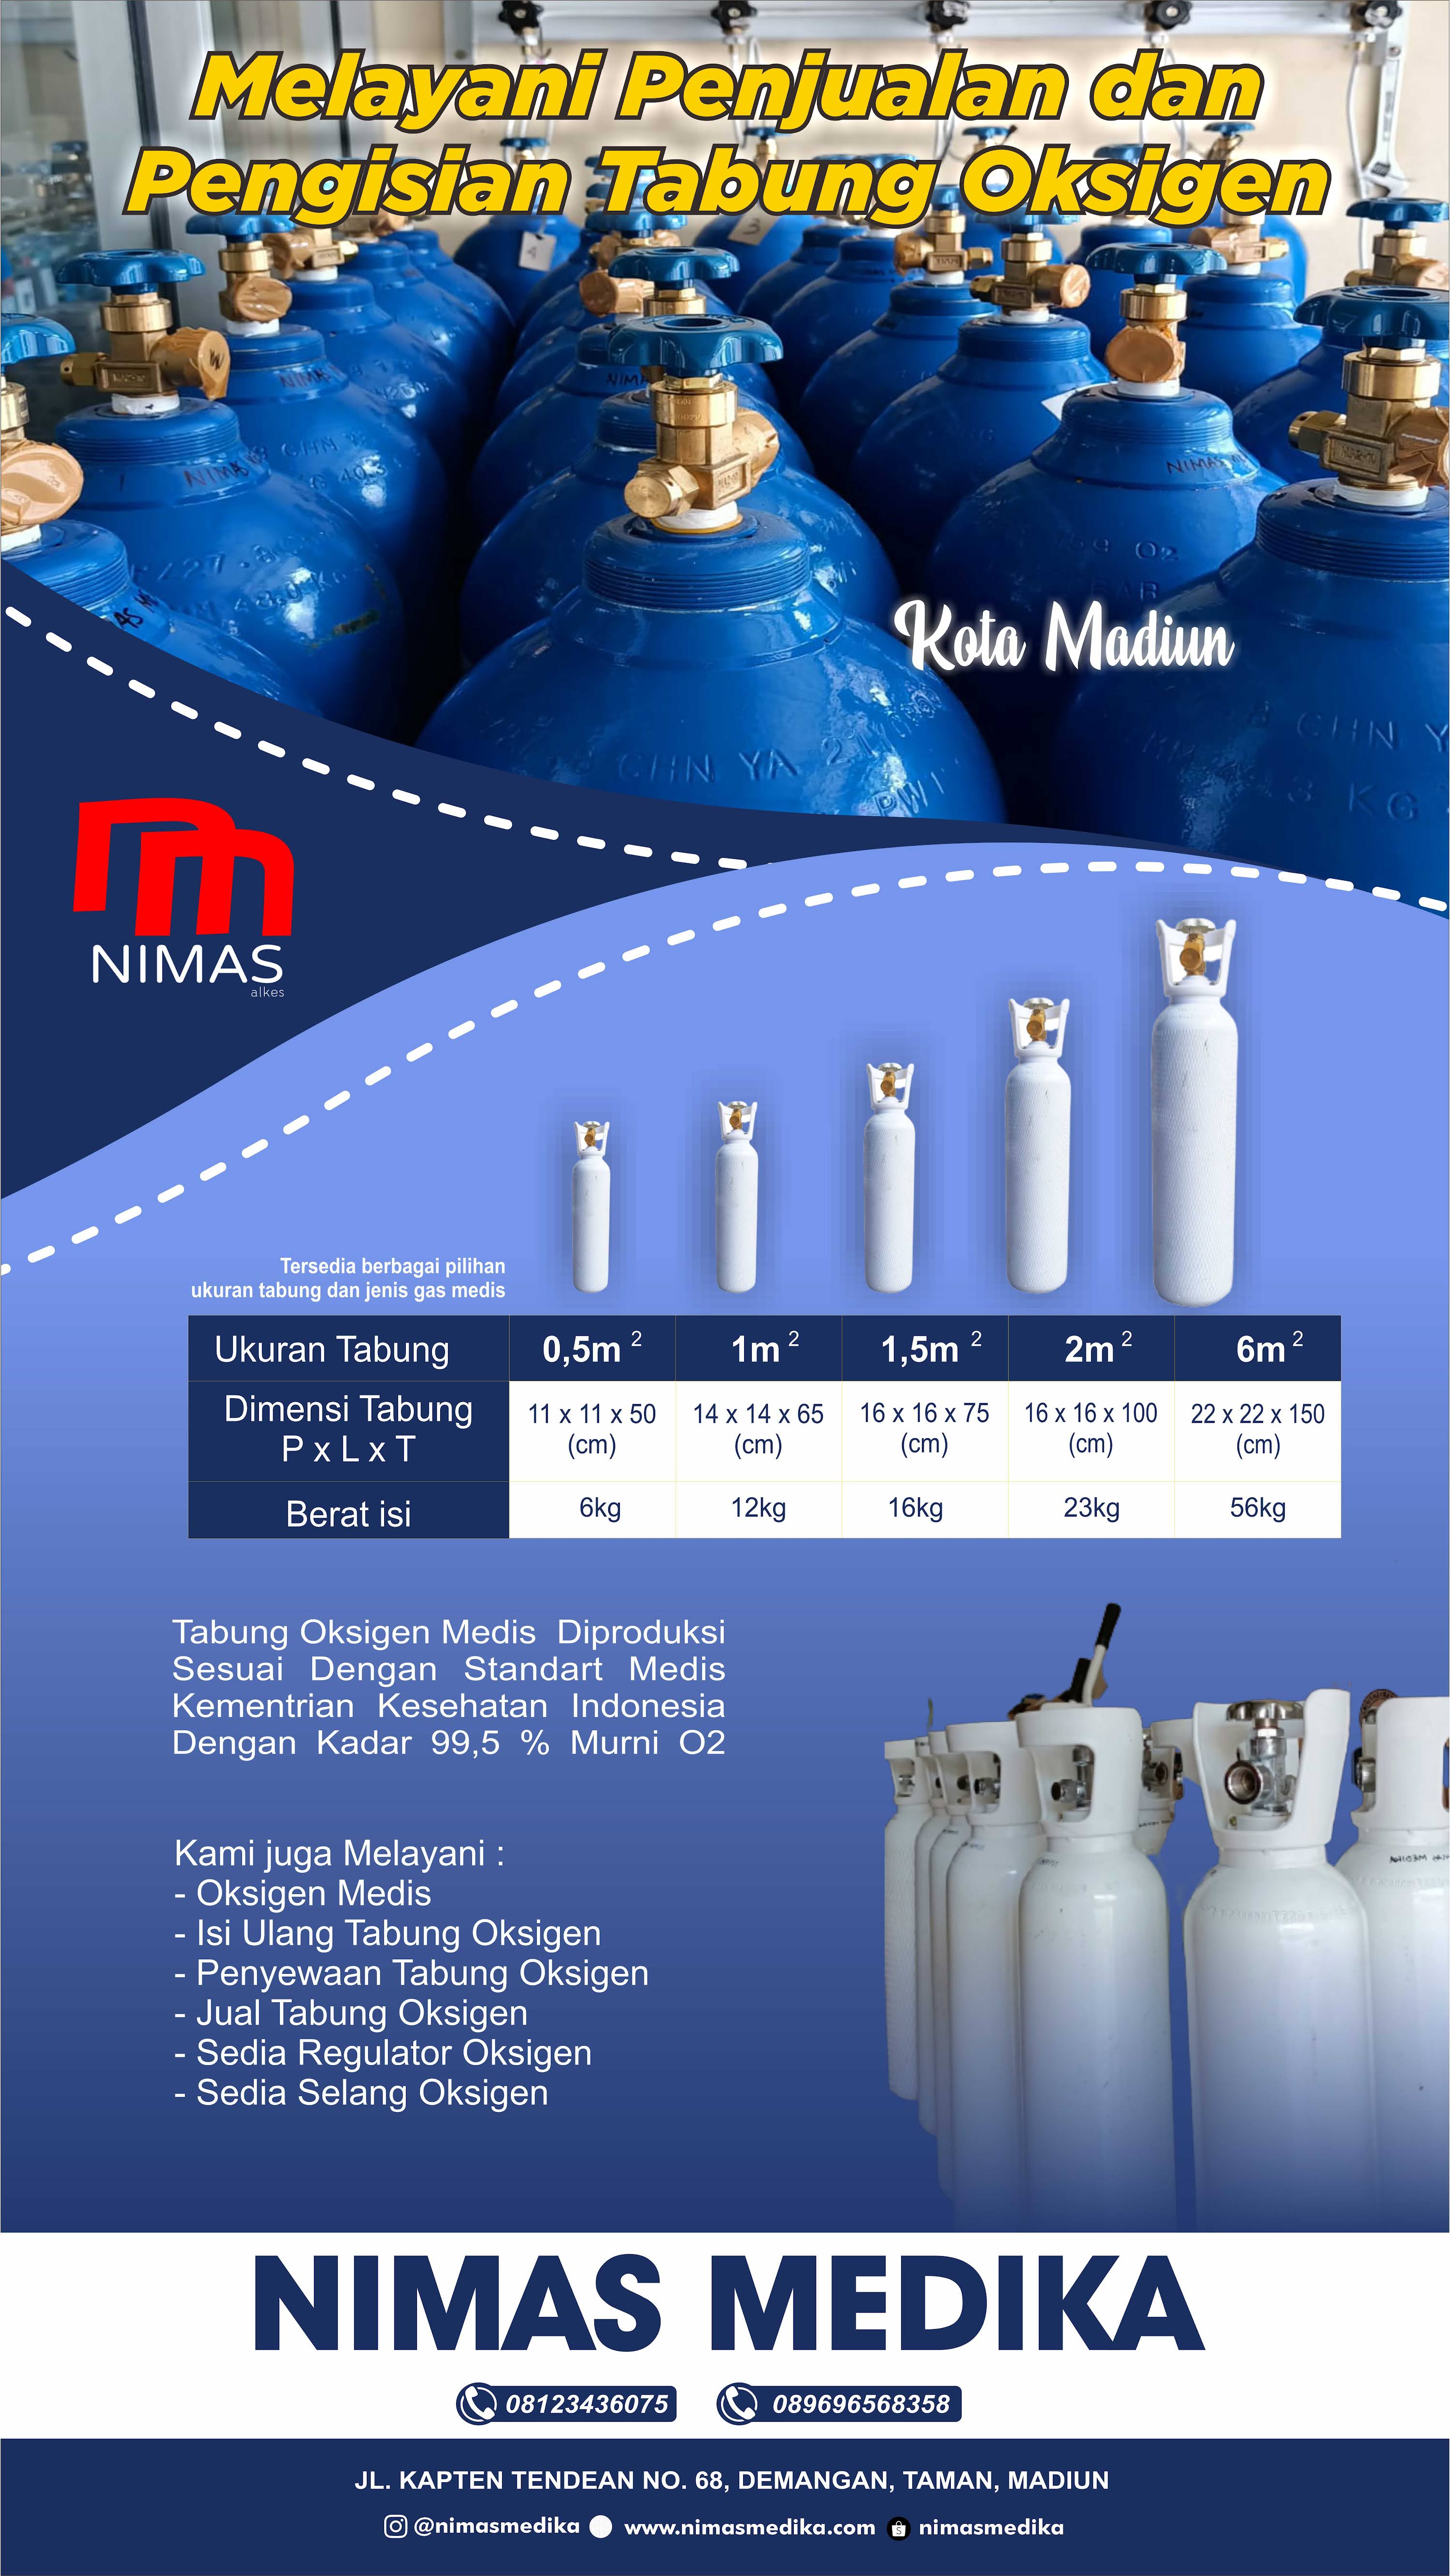 Melayani Penjualan dan
Pengisian Tabung Oksigen
Kota Madiun
NIMAS
alkes
Tersedia berbagai pilihan
ukuran tabung dan jenis gas medis
Ukuran Tabung 0,5m 2 1m 2 1,5m 2 2m 2 6m 2
Dimensi Tabung
P x L x T
11 x 11 x 50 (cm)
14 x 14 x 65 (cm)
16 x 16 x 75 (cm)
16 x 16 x 100 (cm)
22 x 22 x 150 (cm)
Berat isi 6kg 12kg 16kg 23kg 56kg
Tabung Oksigen Medis Diproduksi
Sesuai Dengan Standart Medis
Kementrian Kesehatan Indonesia
Dengan Kadar 99,5 % Murni O2
Kami juga Melayani :
- Oksigen Medis
- Isi Ulang Tabung Oksigen
- Penyewaan Tabung Oksigen
- Jual Tabung Oksigen
- Sedia Regulator Oksigen
- Sedia Selang Oksigen
NIMAS MEDIKA
08123436075 089696568358
JL. KAPTEN TENDEAN NO. 68, DEMANGAN, TAMAN, MADIUN
@nimasmedika www.nimasmedika.com nimasmedika